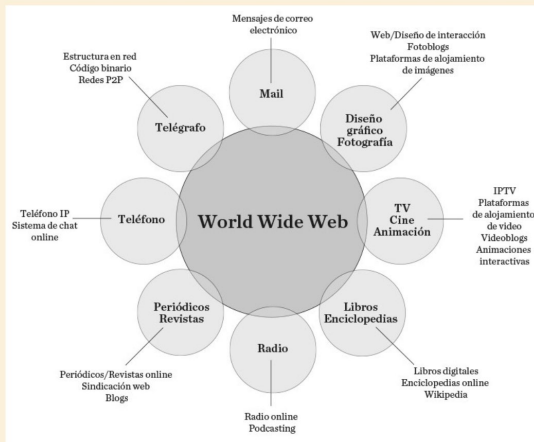 Mensajes de correo
electrónico
Web/Diseño de interacción
Fotoblogs
Plataformas de alojamiento
de imágenes
Estructura en red
Código binario
Redes P2P
Mail
Telégrafo
Diseño
gráfico
Fotografía
Teléfono IP
Sistema de chat
online
Teléfono
World Wide Web
TV
Cine
Animación
IPTV
Plataformas
de alojamiento
de video
Videoblogs
Animaciones
interactivas
Periódicos
Revistas
Libros
Enciclopedias
Radio
Periódicos/Revistas online
Sindicación web
Blogs
Libros digitales
Enciclopedias online
Wikipedia
Radio online
Podcasting